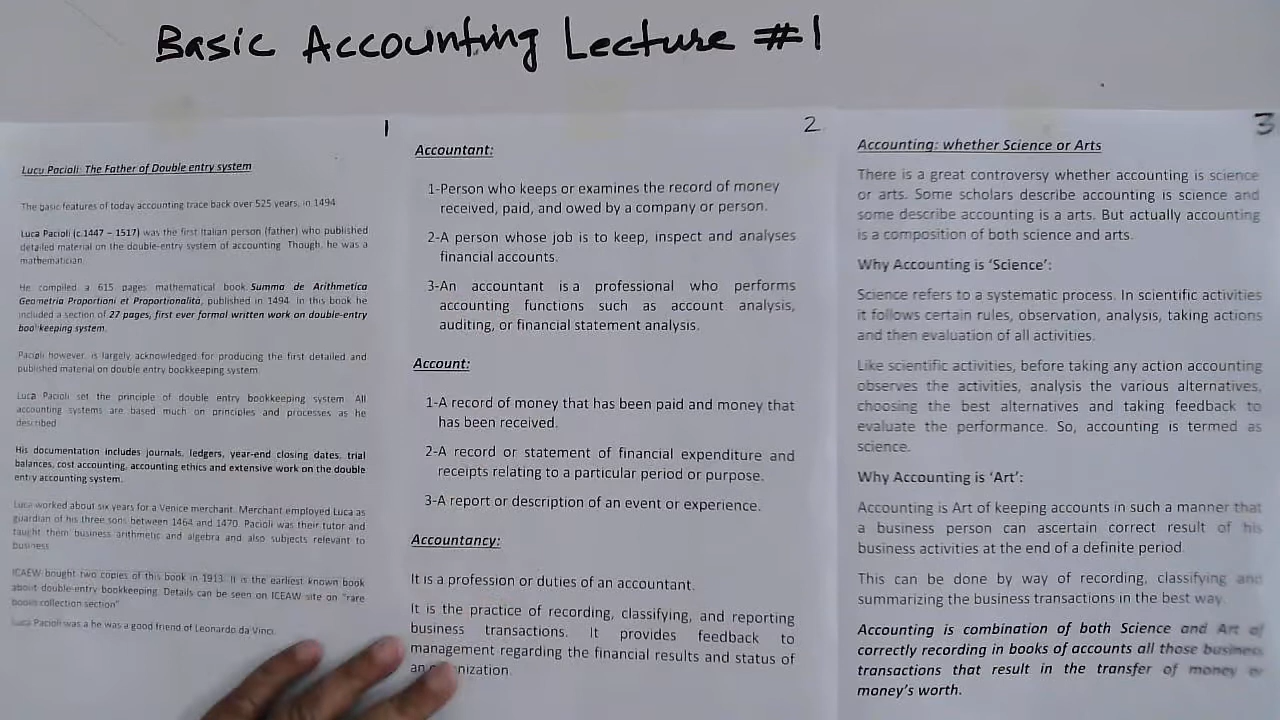 Basic Accounting Lecture #1
1
Lucu Pacioli: The Father of Double entry system
The basic features of today accounting trace back over 525 years, in 1494
Luca Pacioli (c.1447 – 1517) was the first Italian person (father) who published
detailed material on the double-entry system of accounting. Though, he was a
mathematician.
He compiled a 615 pages mathematical book. Summa de Arithmetica
Geometria Proportioni et Proportionalita, published in 1494. In this book he
included a section of 27 pages, first ever formal written work on double-entry
bookkeeping system.
Pacioli however, is largely acknowledged for producing the first detailed and
published material on double entry bookkeeping system.
Luca Pacioli set the principle of double entry bookkeeping system. All
accounting systems are based much on principles and processes as he
described.
His documentation includes journals, ledgers, year-end closing dates, trial
balances, cost accounting, accounting ethics and extensive work on the double
entry accounting system.
Luca worked about six years for a Venice merchant. Merchant employed Luca as
guardian of his three sons between 1464 and 1470. Pacioli was their tutor and
taught them business arithmetic and algebra and also subjects relevant to
business.
ICAEW bought two copies of this book in 1913. It is the earliest known book
about double-entry bookkeeping. Details can be seen on ICEAW site on "rare
books collection section"
Luca Pacioli was a he was a good friend of Leonardo da Vinci.
2
Accountant:
1-Person who keeps or examines the record of money
received, paid, and owed by a company or person.
2-A person whose job is to keep, inspect and analyses
financial accounts.
3-An accountant is a professional who performs
accounting functions such as account analysis,
auditing, or financial statement analysis.
Account:
1-A record of money that has been paid and money that
has been received.
2-A record or statement of financial expenditure and
receipts relating to a particular period or purpose.
3-A report or description of an event or experience.
Accountancy:
It is a profession or duties of an accountant.
It is the practice of recording, classifying, and reporting
business transactions. It provides feedback to
management regarding the financial results and status of
an
3
Accounting: whether Science or Arts
There is a great controversy whether accounting is science
or arts. Some scholars describe accounting is science and
some describe accounting is a arts. But actually accounting
is a composition of both science and arts.
Why Accounting is 'Science':
Science refers to a systematic process. In scientific activities
it follows certain rules, observation, analysis, taking actions
and then evaluation of all activities.
Like scientific activities, before taking any action accounting
observes the activities, analysis the various alternatives,
choosing the best alternatives and taking feedback to
evaluate the performance. So, accounting is termed as
science.
Why Accounting is 'Art':
Accounting is Art of keeping accounts in such a manner that
a business person can ascertain correct result of his
business activities at the end of a definite period.
This can be done by way of recording, classifying and
summarizing the business transactions in the best way.
Accounting is combination of both Science and Art of
correctly recording in books of accounts all those business
transactions that result in the transfer of money or
money's worth.